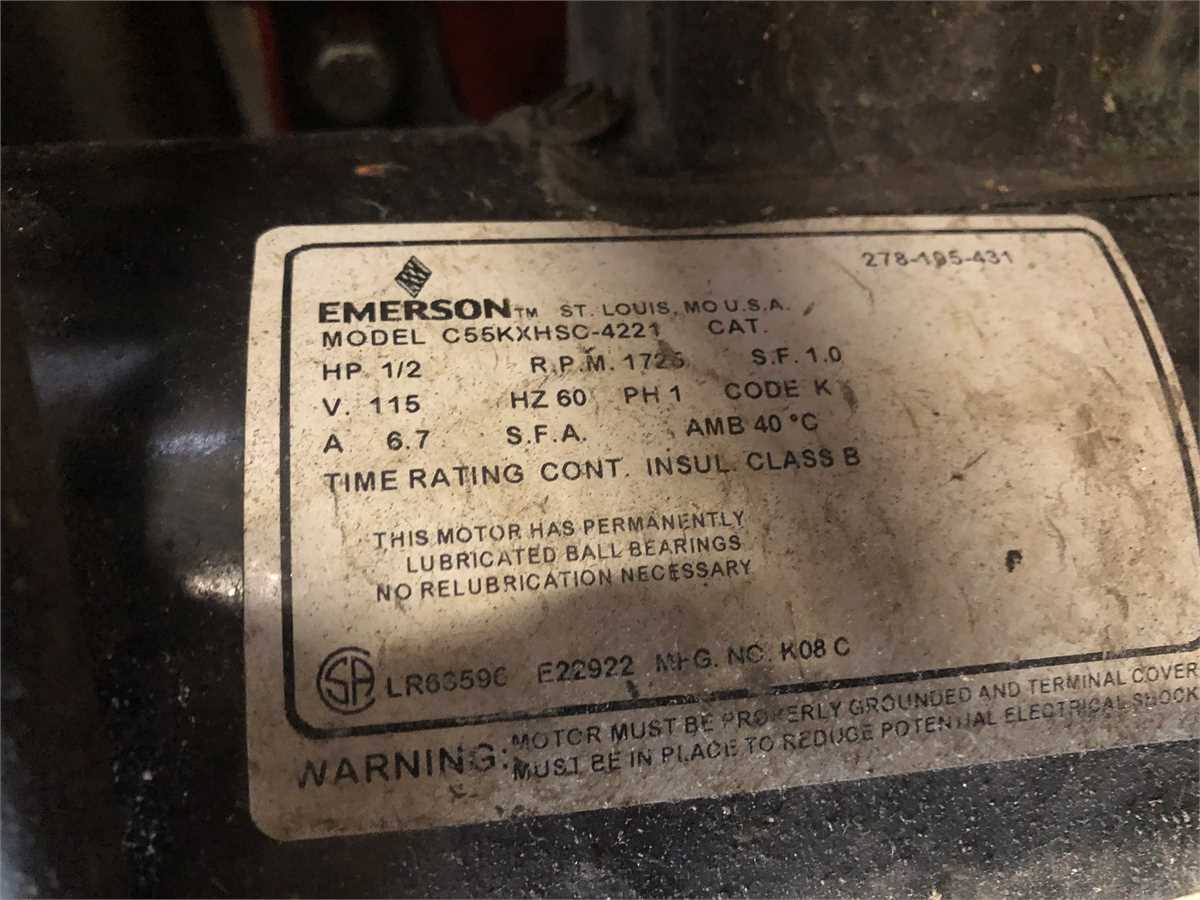 278-195-431
EMERSON™ ST. LOUIS, MO U.S.A.
MODEL C55KXHSC-4221 CAT.
HP 1/2 R.P.M. 1725 S.F. 1.0
V. 115 HZ 60 PH 1 CODE K
A 6.7 S.F.A. AMB 40 °C
TIME RATING CONT. INSUL. CLASS B
THIS MOTOR HAS PERMANENTLY
LUBRICATED BALL BEARINGS
NO RELUBRICATION NECESSARY
SA E22922 MFG. NO. K08 C
WARNING: MOTOR MUST BE PROPERLY GROUNDED AND TERMINAL COVER
MUST BE IN PLACE TO REDUCE POTENTIAL ELECTRICAL SHOCK